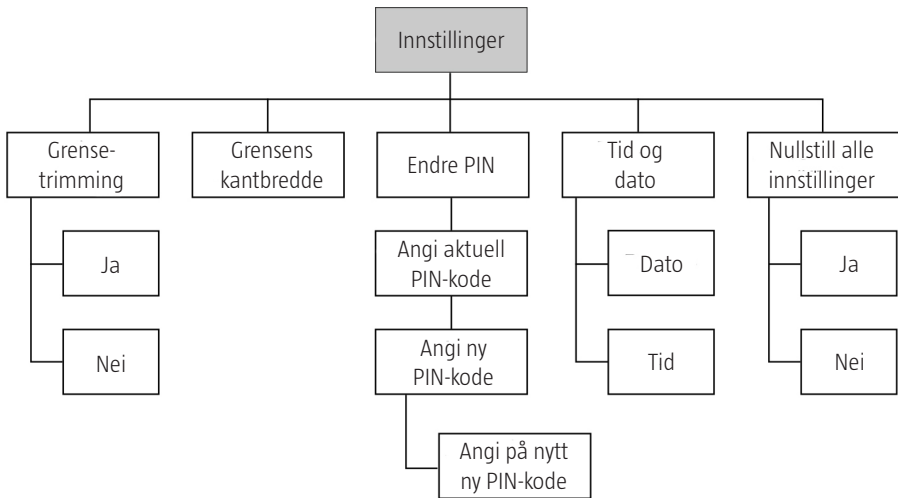 Innstillinger
Grense-
trimming
Grensens
kantbredde
Endre PIN
Tid og
dato
Nullstill alle
innstillinger
Ja
Angi aktuell
PIN-kode
Dato
Ja
Nei
Angi ny
PIN-kode
Tid
Nei
Angi på nytt
ny PIN-kode